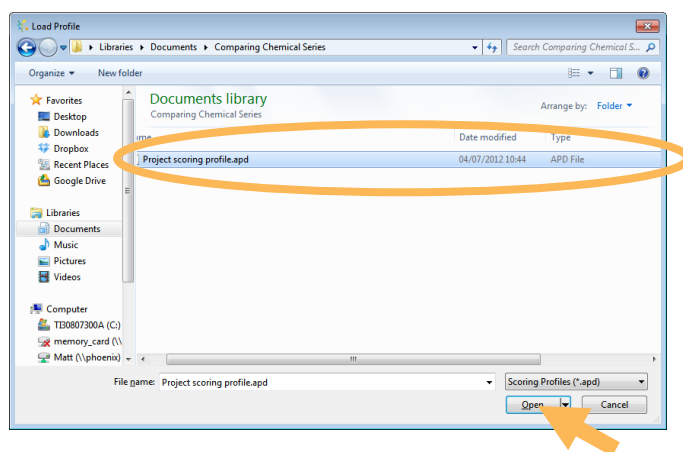 Load Profile
Libraries ▸ Documents ▸ Comparing Chemical Series
Search Comparing Chemical S...
Organize ▾ New folder
Favorites
Desktop
Downloads
Dropbox
Recent Places
Google Drive
Libraries
Documents
Music
Pictures
Videos
Computer
TI30807300A (C:)
memory_card (\\
Matt (\\phoenix)
Documents library
Comparing Chemical Series
Arrange by: Folder ▾
Date modified Type
Project scoring profile.apd 04/07/2012 10:44 APD File
File name: Project scoring profile.apd
Scoring Profiles (*.apd)
Open Cancel